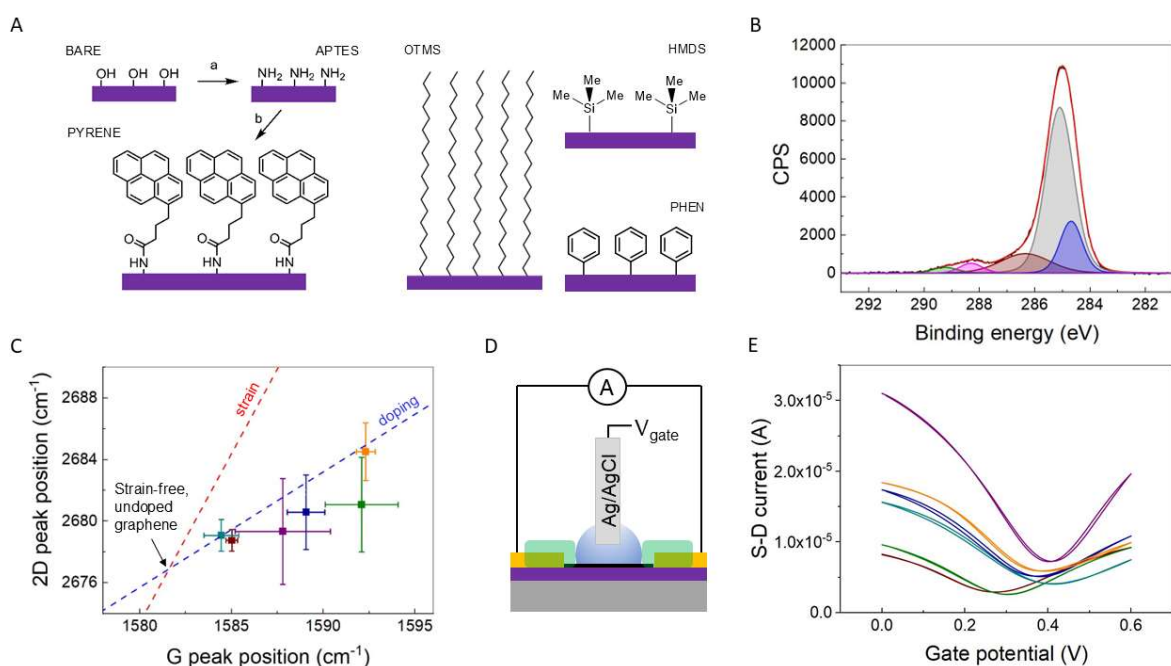 A
BARE
OH OH OH
a
APTES
NH2 NH2 NH2
b
PYRENE
O O O
HN HN HN
OTMS
HMDS
Me Me
Me Me Me Me
Si Si
PHEN
B
12000
10000
8000
6000
4000
2000
0
CPS
292 290 288 286 284 282
Binding energy (eV)
C
2688
2684
2680
2676
2D peak position (cm-1)
strain
doping
Strain-free,
undoped
graphene
1580 1585 1590 1595
G peak position (cm-1)
D
A
Vgate
Ag/AgCl
E
3.0x10-5
2.0x10-5
1.0x10-5
0.0
S-D current (A)
0.0 0.2 0.4 0.6
Gate potential (V)